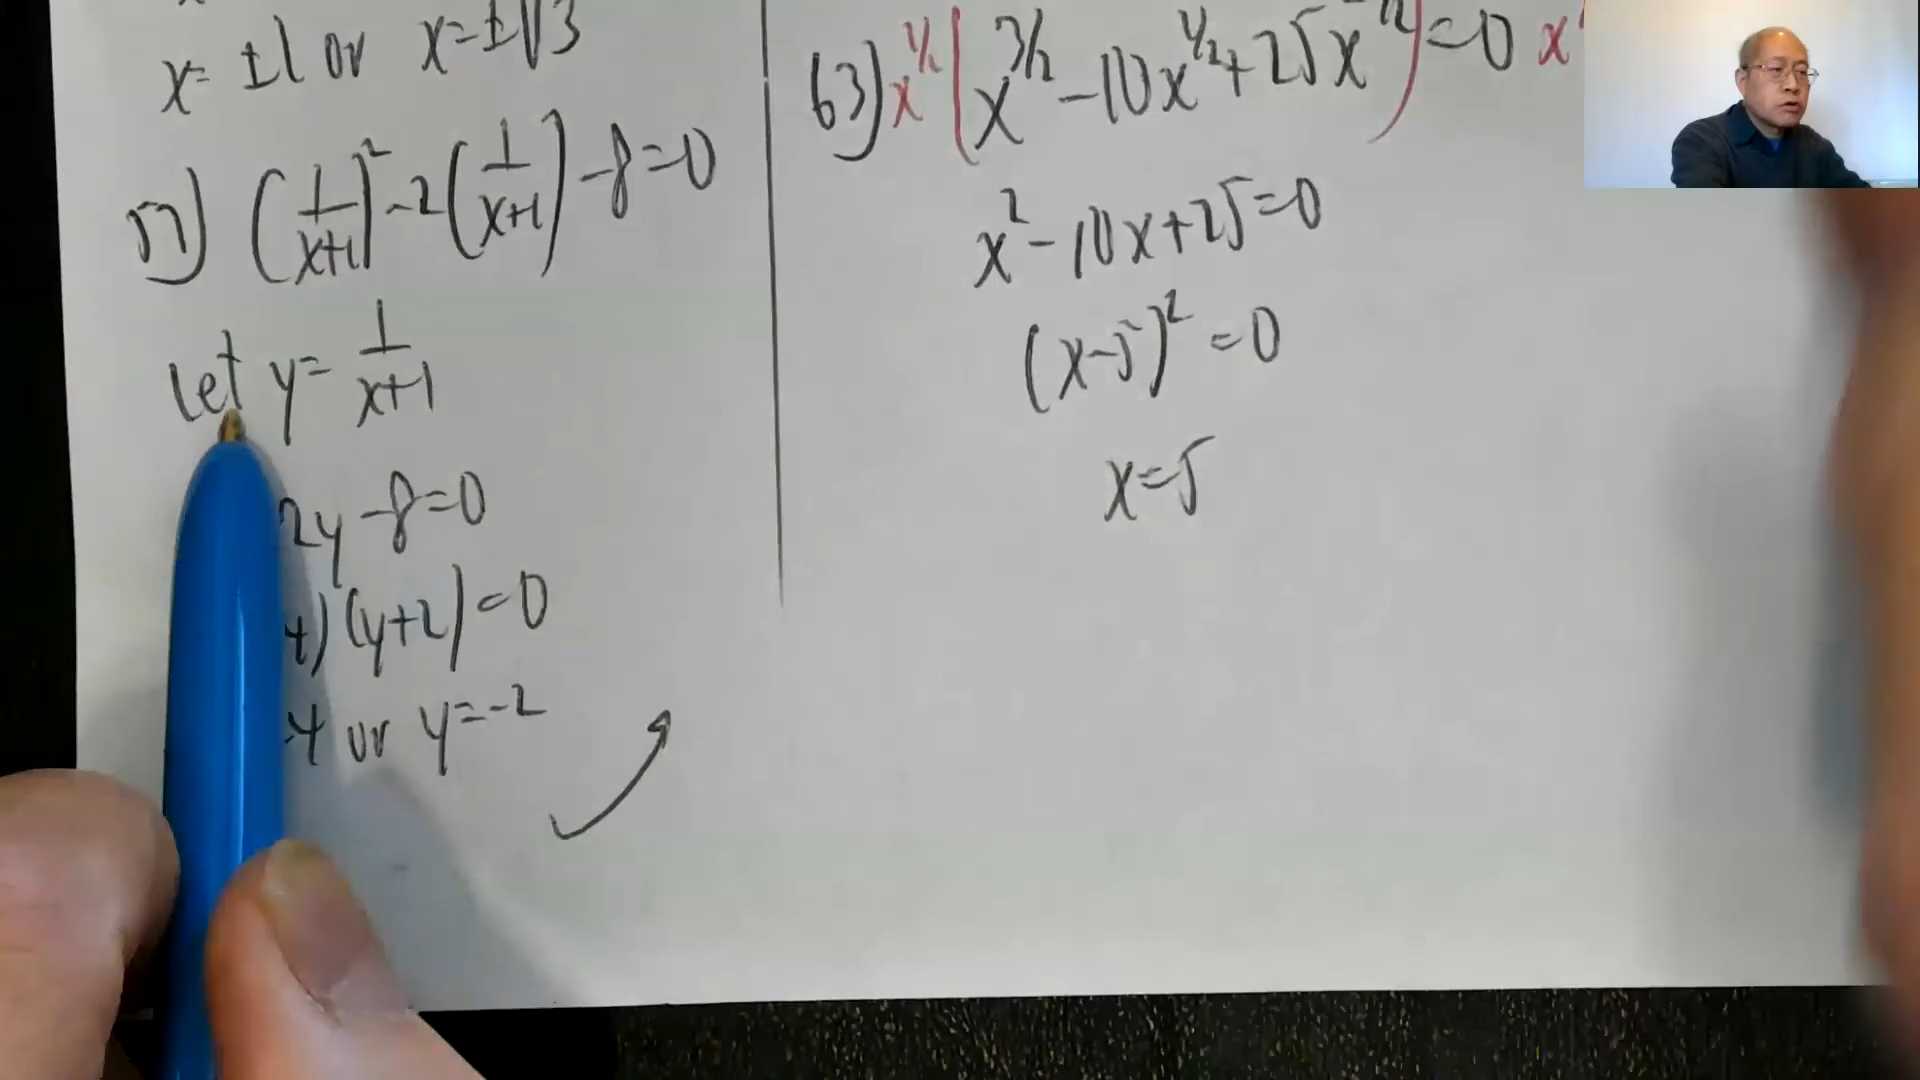 x= ±1 or x=±√3
57) (1/(x+1))² -2(1/(x+1)) -8=0
Let y= 1/(x+1)
2y -8=0
4) (y+2)=0
4 or y=-2
63) x^1/2 (x^3/2 -10x^1/2 +25x^-1/2)=0 x
x² -10x+25=0
(x-5)² =0
x=5